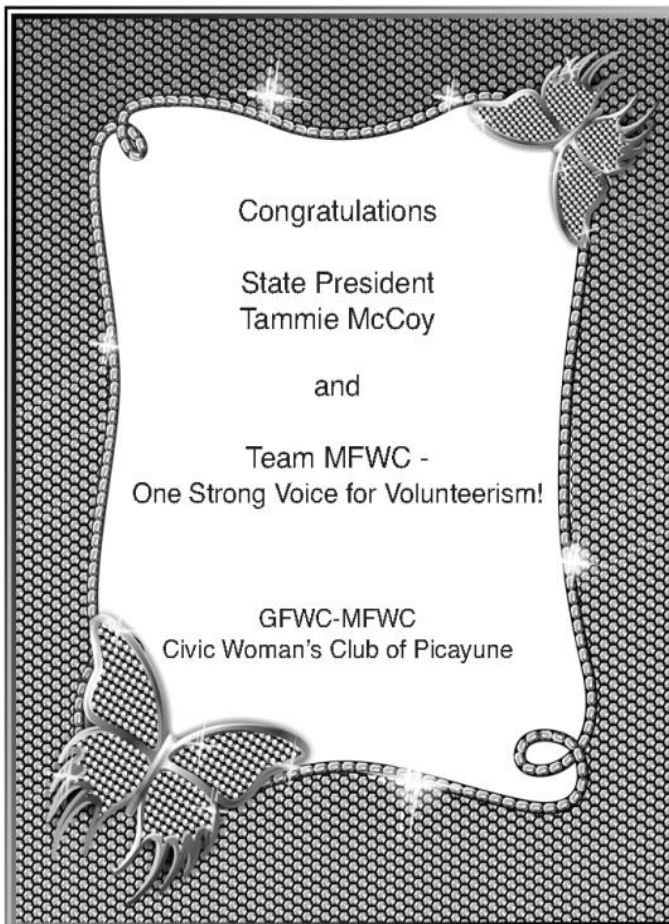 Congratulations
State President
Tammie McCoy
and
Team MFWC -
One Strong Voice for Volunteerism!
GFWC-MFWC
Civic Woman's Club of Picayune